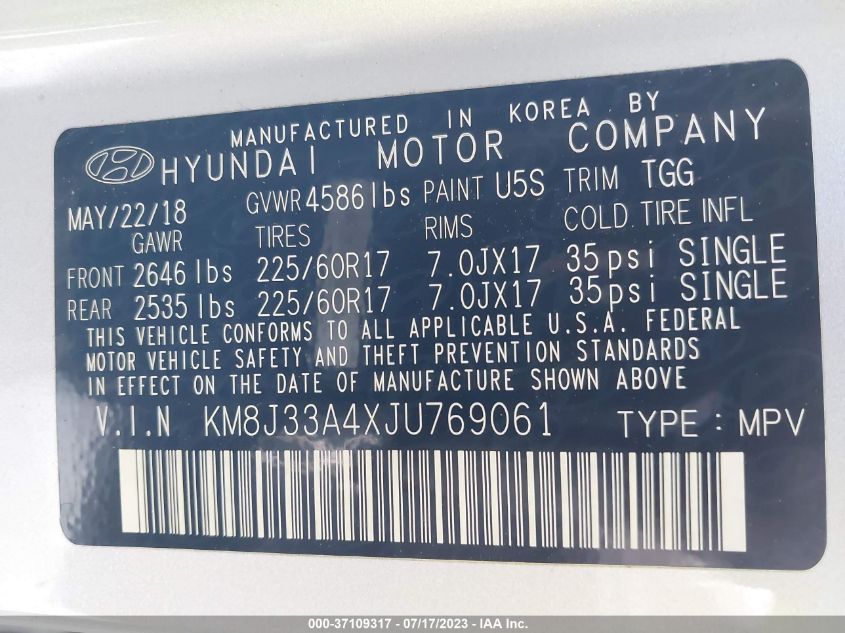 MANUFACTURED IN KOREA BY
HYUNDAI MOTOR COMPANY
MAY/22/18 GVWR 4586 lbs PAINT U5S TRIM TGG
GAWR TIRES RIMS COLD TIRE INFL
FRONT 2646 lbs 225/60R17 7.0JX17 35psi SINGLE
REAR 2535 lbs 225/60R17 7.0JX17 35psi SINGLE
THIS VEHICLE CONFORMS TO ALL APPLICABLE U.S.A. FEDERAL
MOTOR VEHICLE SAFETY AND THEFT PREVENTION STANDARDS
IN EFFECT ON THE DATE OF MANUFACTURE SHOWN ABOVE
V.I.N KM8J33A4XJU769061 TYPE : MPV
000-37109317 - 07/17/2023 - IAA Inc.